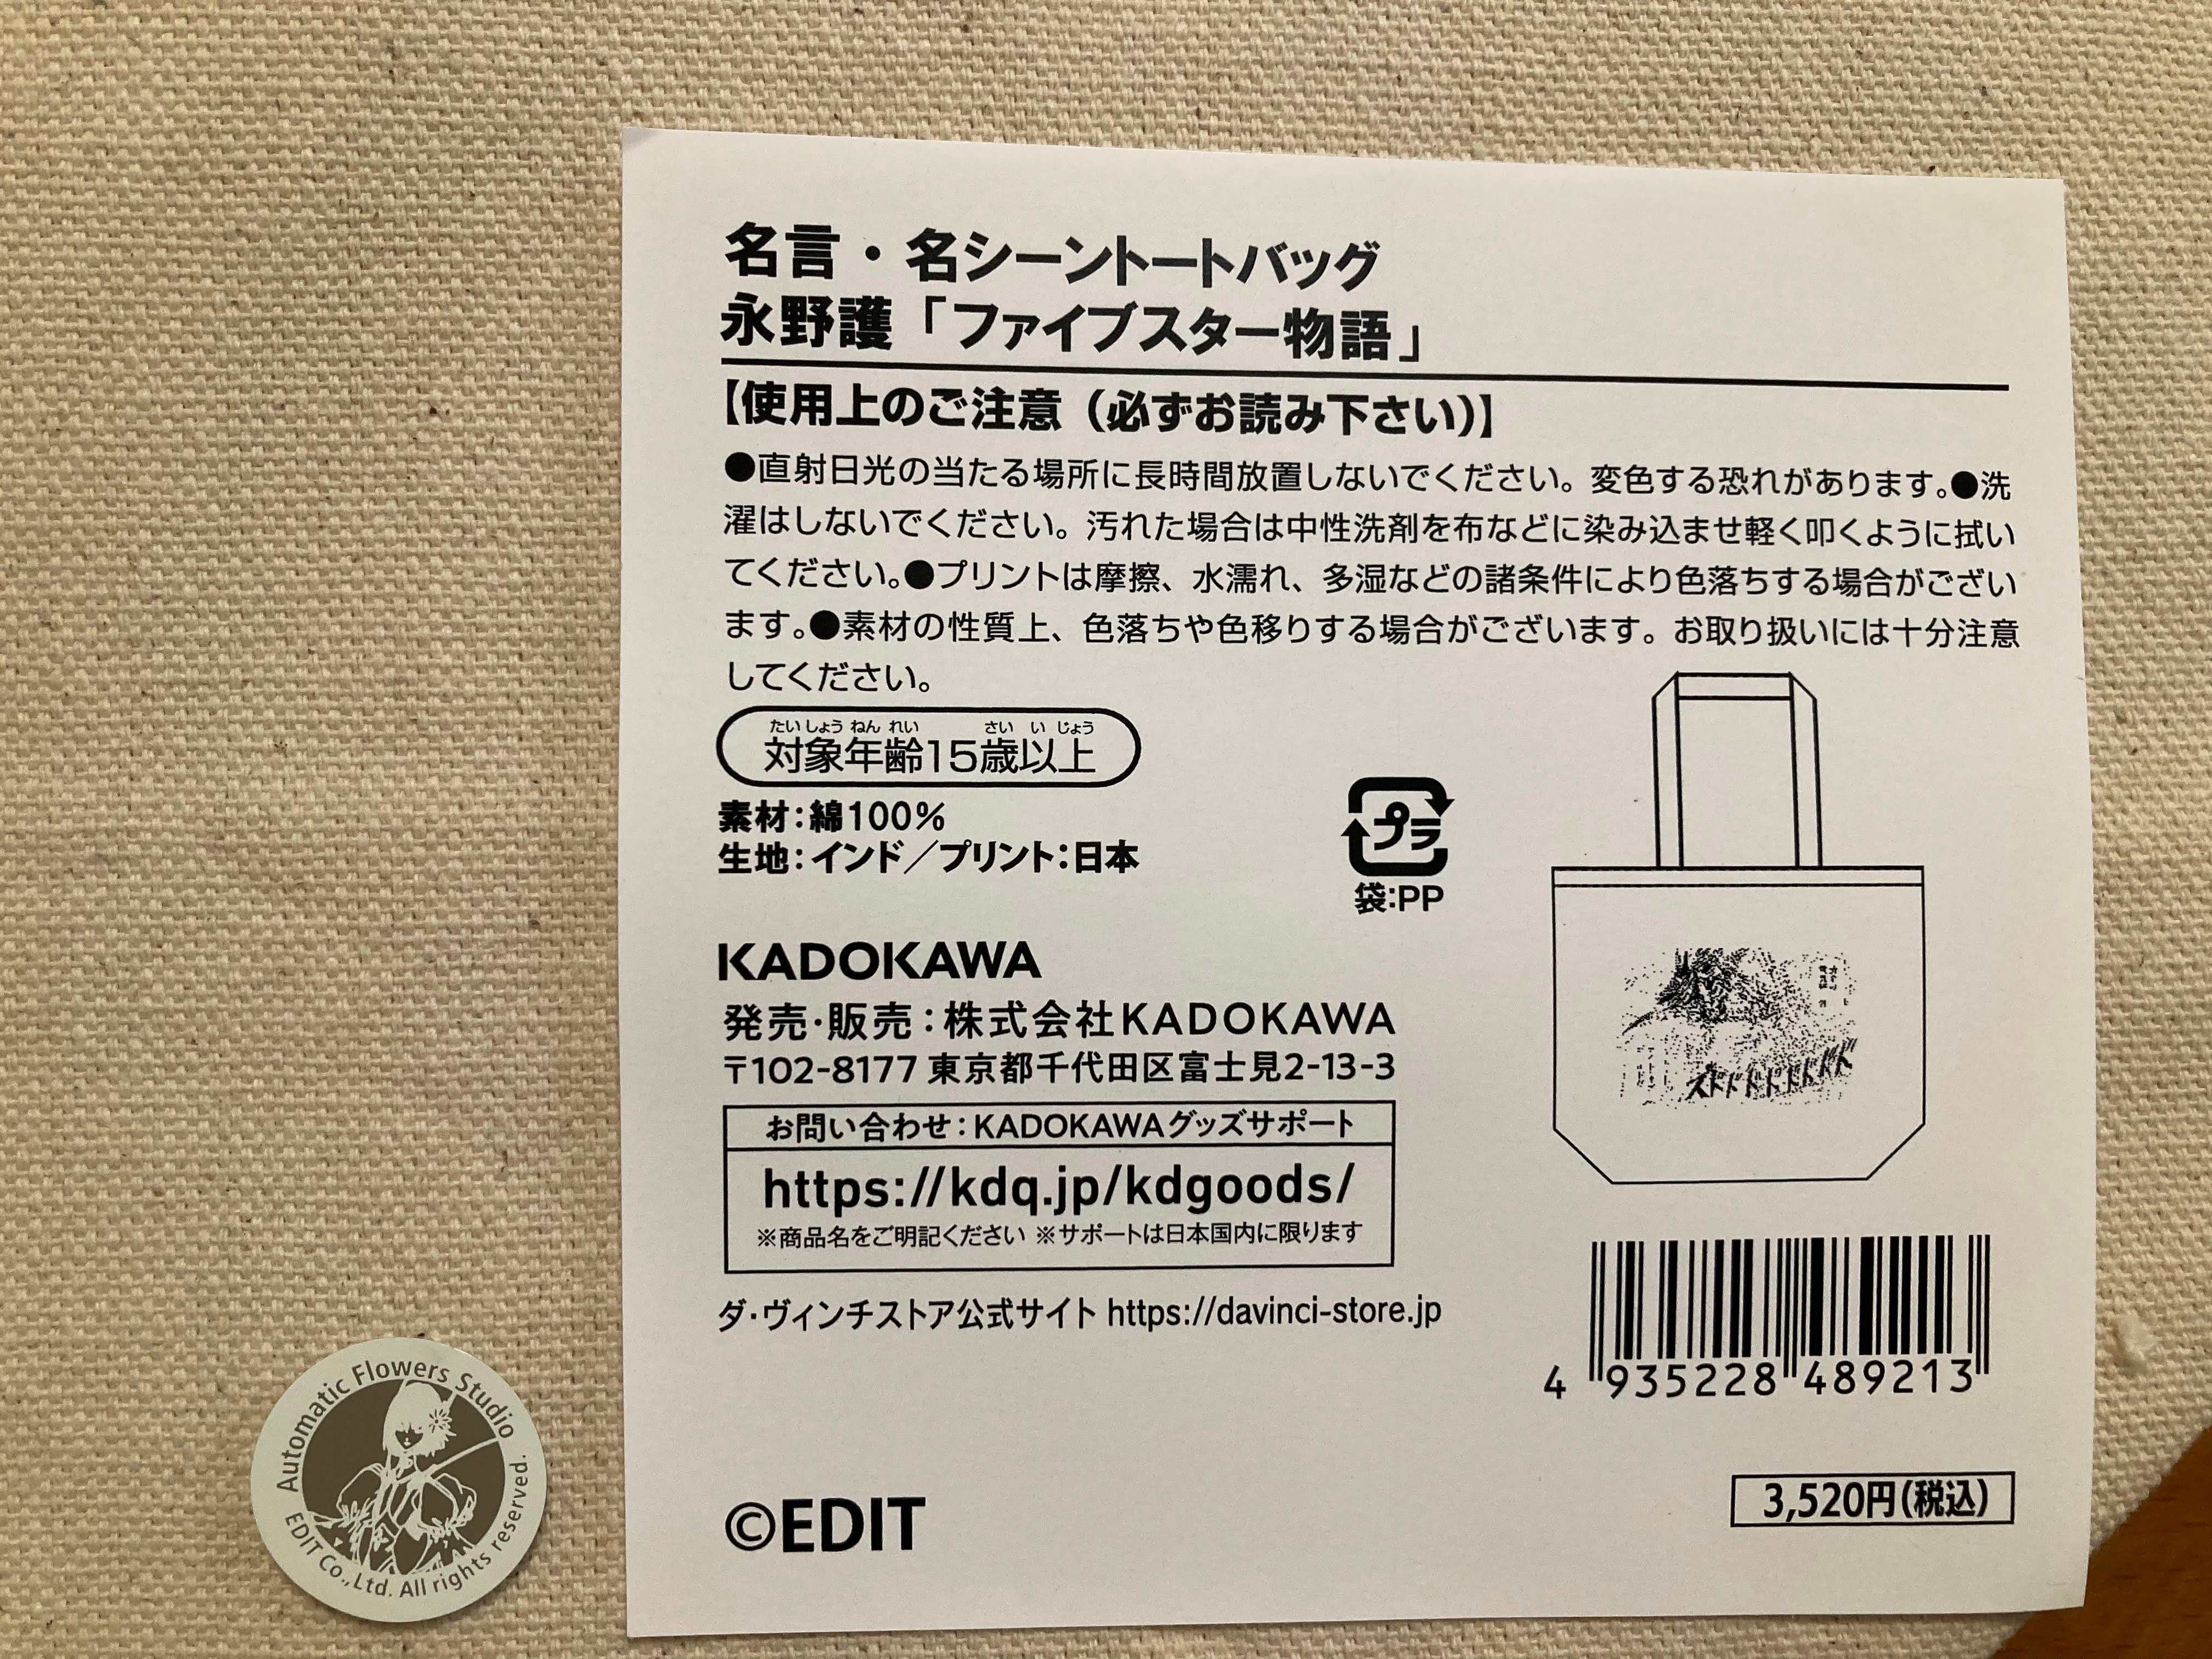 名言・名シーントートバッグ
永野護「ファイブスター物語」
【使用上のご注意（必ずお読み下さい）】
●直射日光の当たる場所に長時間放置しないでください。変色する恐れがあります。●洗
濯はしないでください。汚れた場合は中性洗剤を布などに染み込ませ軽く叩くように拭い
てください。●プリントは摩擦、水濡れ、多湿などの諸条件により色落ちする場合がござい
ます。●素材の性質上、色落ちや色移りする場合がございます。お取り扱いには十分注意
してください。
たいしょうねんれい さいいじょう
対象年齢15歳以上
素材：綿100%
生地：インド／プリント：日本
プラ
袋：PP
ズドドドドドドドド
KADOKAWA
発売・販売：株式会社KADOKAWA
〒102-8177 東京都千代田区富士見2-13-3
お問い合わせ：KADOKAWAグッズサポート
https://kdq.jp/kdgoods/
※商品名をご明記ください ※サポートは日本国内に限ります
ダ・ヴィンチストア公式サイト https://davinci-store.jp
4 935228 489213
©EDIT
3,520円(税込)
Automatic Flowers Studio
EDIT Co.,Ltd. All rights reserved.